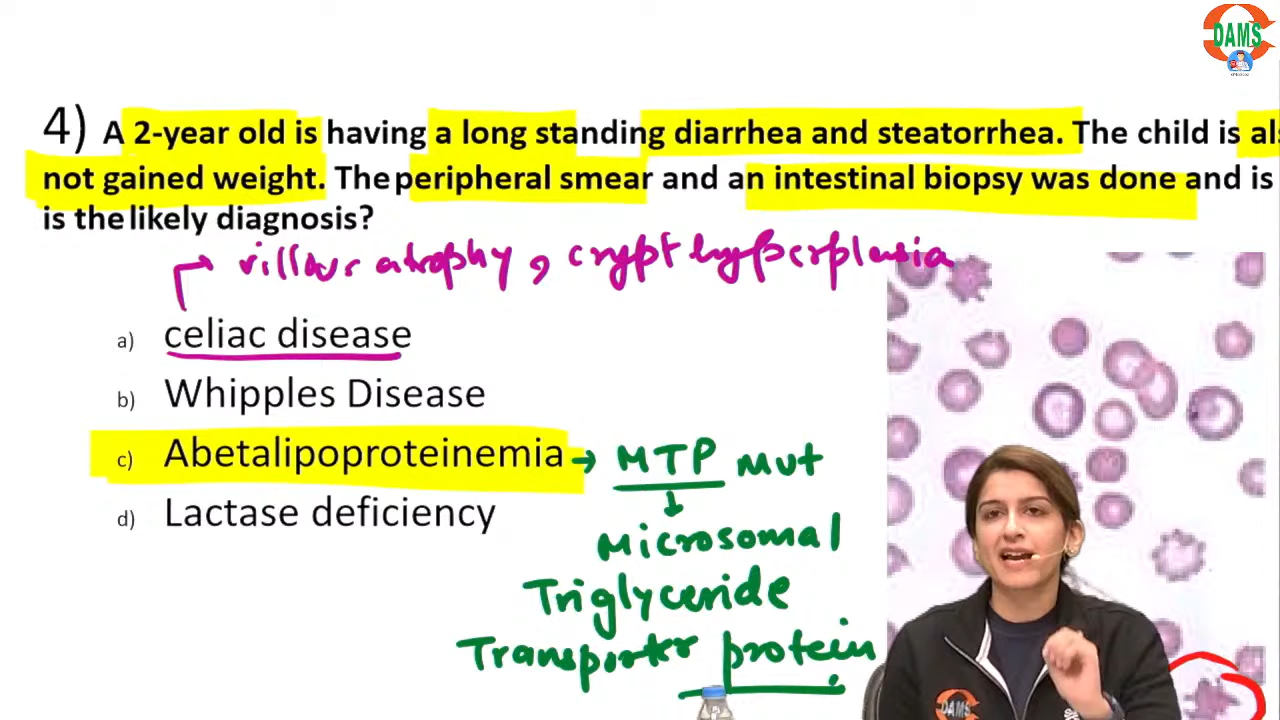 DAMS
4) A 2-year old is having a long standing diarrhea and steatorrhea. The child is al
not gained weight. The peripheral smear and an intestinal biopsy was done and is
is the likely diagnosis?
villous atrophy, crypt hyperplasia
a) celiac disease
b) Whipples Disease
c) Abetalipoproteinemia → MTP mut
d) Lactase deficiency
Microsomal
Triglyceride
Transporter protein
DAMS